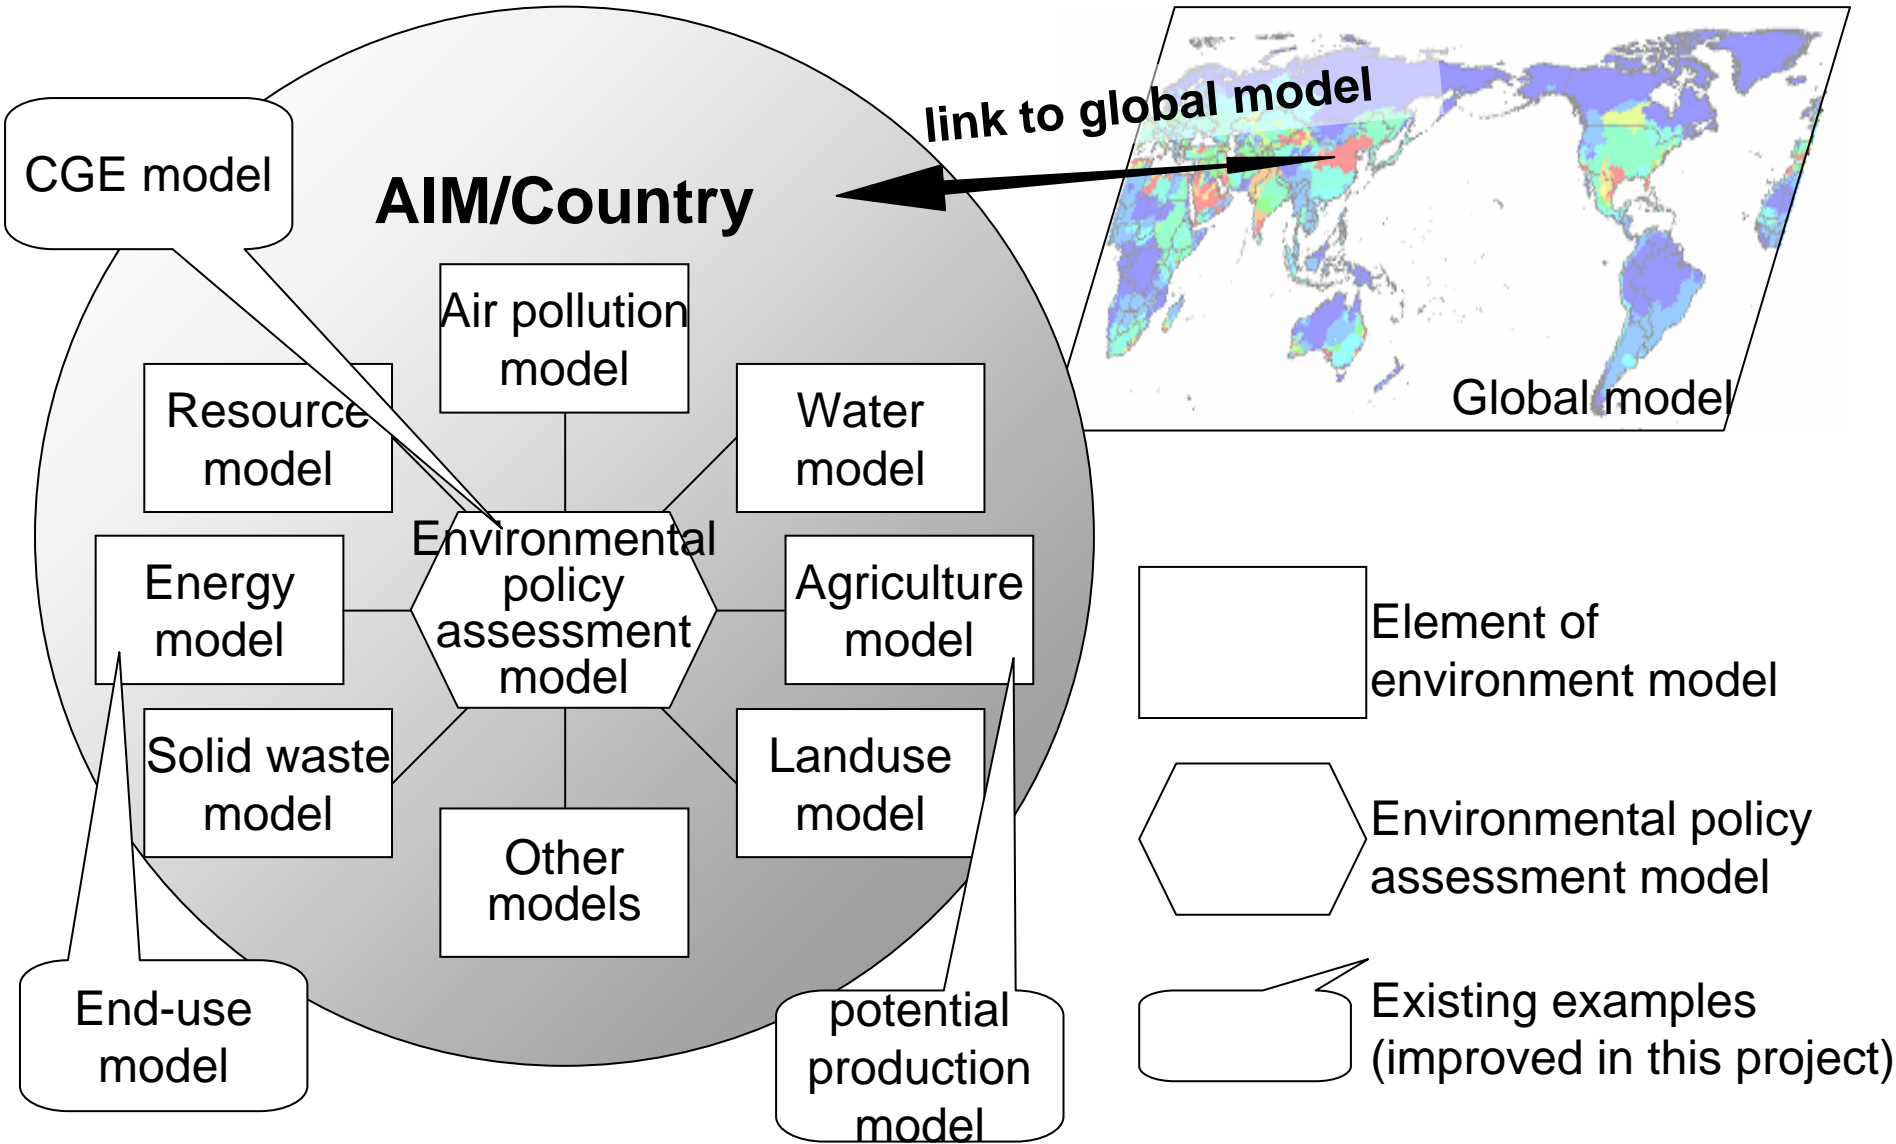 link to global model
CGE model
AIM/Country
Air pollution
model
Resource
model
Water
model
Global model
Environmental
policy
assessment
model
Energy
model
Agriculture
model
Solid waste
model
Landuse
model
Other
models
End-use
model
potential
production
model
Element of
environment model
Environmental policy
assessment model
Existing examples
(improved in this project)